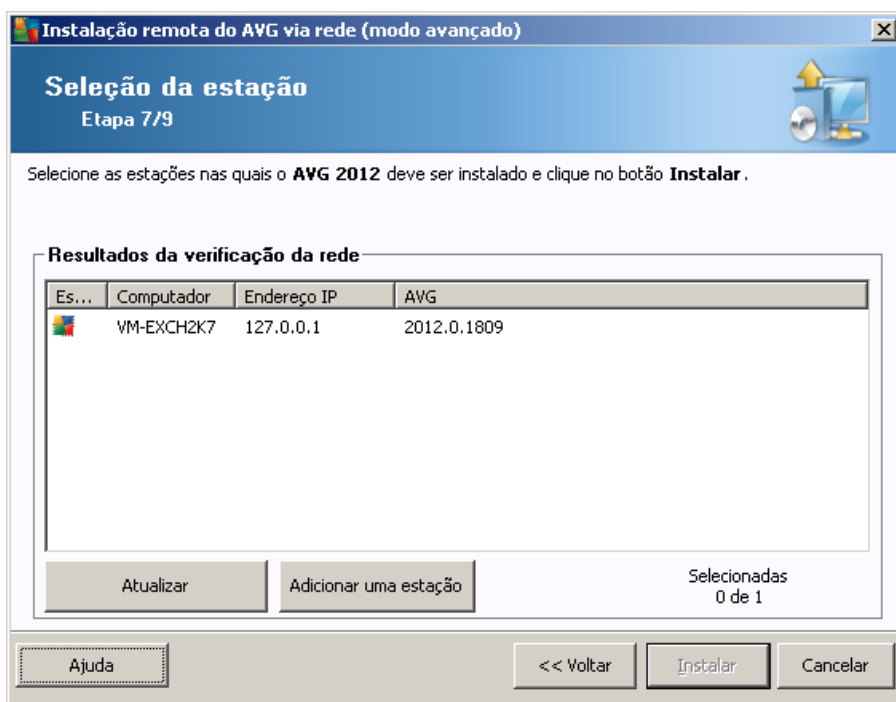 Instalação remota do AVG via rede (modo avançado)
Seleção da estação
Etapa 7/9
Selecione as estações nas quais o AVG 2012 deve ser instalado e clique no botão Instalar.
Resultados da verificação da rede
Es... Computador Endereço IP AVG
VM-EXCH2K7 127.0.0.1 2012.0.1809
Atualizar Adicionar uma estação Selecionadas
0 de 1
Ajuda << Voltar Instalar Cancelar